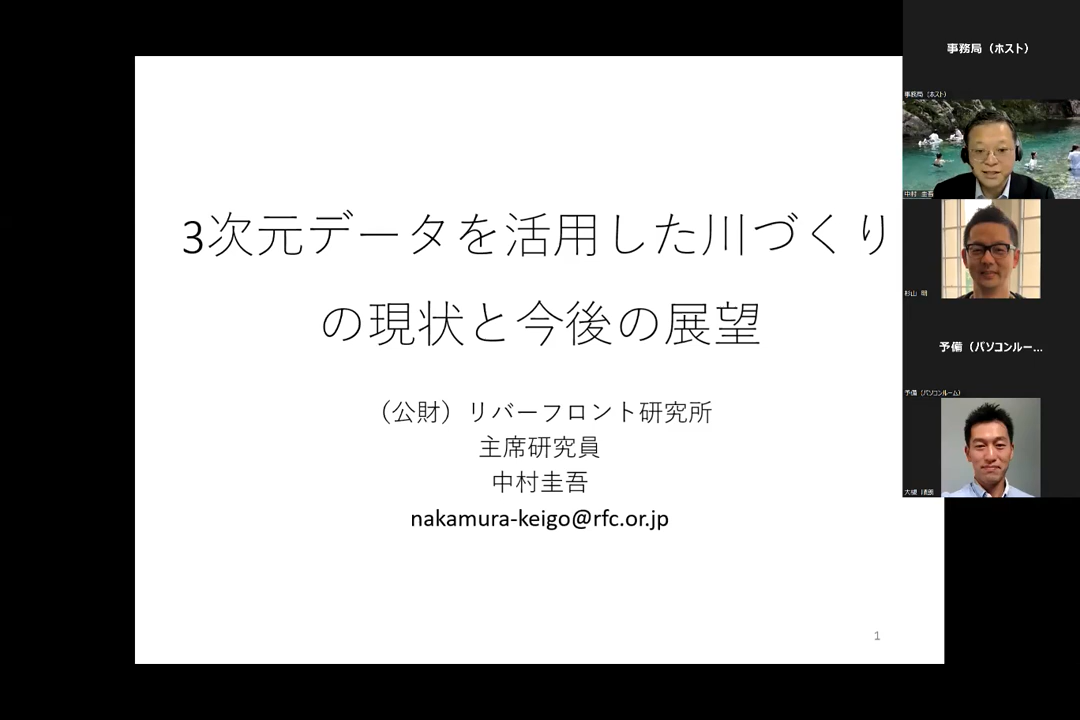 3次元データを活用した川づくり
の現状と今後の展望
（公財）リバーフロント研究所
主席研究員
中村圭吾
nakamura-keigo@rfc.or.jp
1
事務局（ホスト）
事務局（ホスト）
中村 圭吾
杉山 明
予備（パソコンルー...
予備（パソコンルーム）
大槻